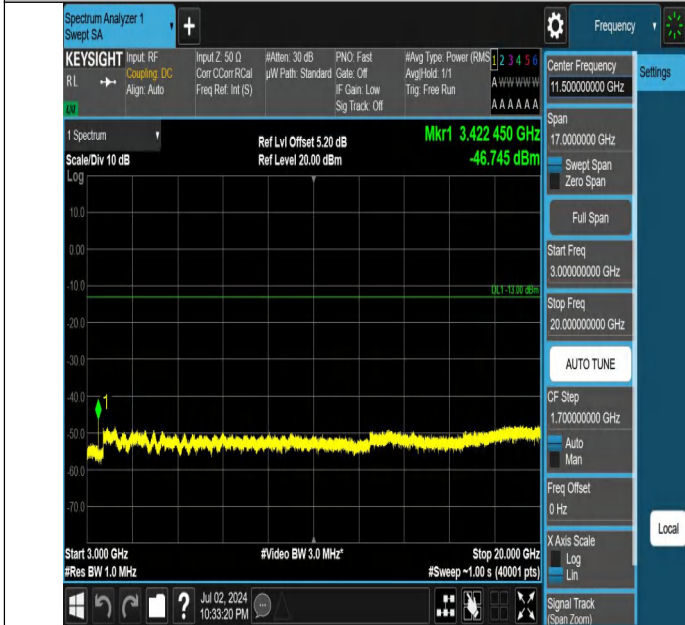 Spectrum Analyzer 1
Swept SA
+
Frequency
KEYSIGHT
RL
Input: RF
Coupling: DC
Align: Auto
Input Z: 50 Ω
Corr CCorr RCal
Freq Ref: Int (S)
#Atten: 30 dB
µW Path: Standard
PNO: Fast
Gate: Off
IF Gain: Low
Sig Track: Off
#Avg Type: Power (RMS
Avg|Hold: 1/1
Trig: Free Run
1 2 3 4 5 6
A W W W W W
A A A A A A
1 Spectrum
Scale/Div 10 dB
Ref Lvl Offset 5.20 dB
Ref Level 20.00 dBm
Mkr1 3.422 450 GHz
-46.745 dBm
Log
10.0
0.00
-10.0
DL1 -13.00 dBm
-20.0
-30.0
-40.0
1
-50.0
-60.0
-70.0
Start 3.000 GHz
#Res BW 1.0 MHz
#Video BW 3.0 MHz*
Stop 20.000 GHz
#Sweep ~1.00 s (40001 pts)
?
Jul 02, 2024
10:33:20 PM
Center Frequency
11.500000000 GHz
Settings
Span
17.0000000 GHz
Swept Span
Zero Span
Full Span
Start Freq
3.000000000 GHz
Stop Freq
20.000000000 GHz
AUTO TUNE
CF Step
1.700000000 GHz
Auto
Man
Freq Offset
0 Hz
X Axis Scale
Log
Lin
Local
Signal Track
(Span Zoom)